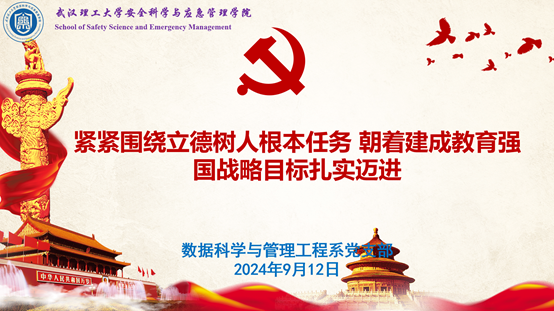 武汉理工大学安全科学与应急管理学院
School of Safety Science and Emergency Management
紧紧围绕立德树人根本任务 朝着建成教育强
国战略目标扎实迈进
数据科学与管理工程系党支部
2024年9月12日
中华人民共和国万岁